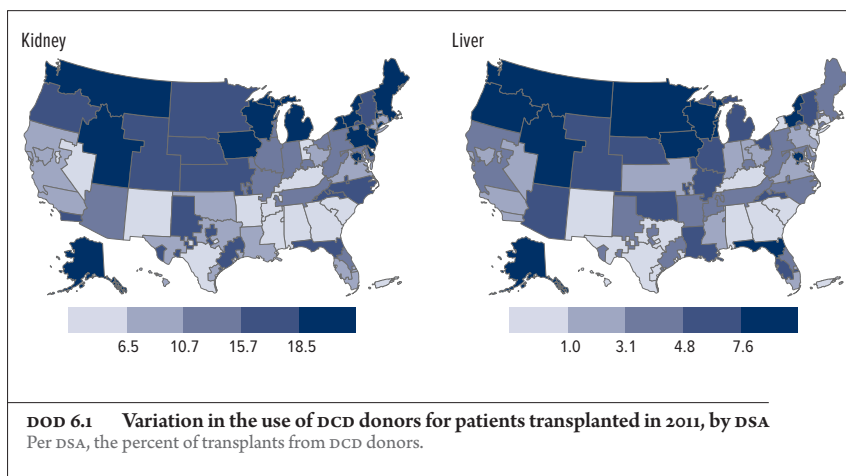 Kidney
Liver
6.5 10.7 15.7 18.5
1.0 3.1 4.8 7.6
DOD 6.1 Variation in the use of DCD donors for patients transplanted in 2011, by DSA
Per DSA, the percent of transplants from DCD donors.